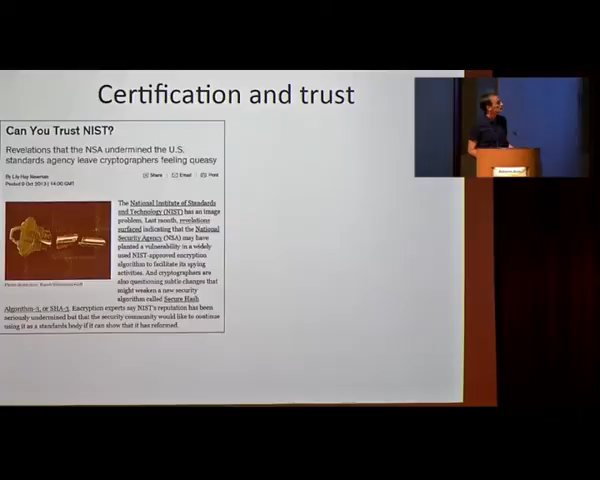 Certification and trust
Can You Trust NIST?
Revelations that the NSA undermined the U.S.
standards agency leave cryptographers feeling queasy
By Lily Hay Newman
Posted 9 Oct 2013 | 14:00 GMT
Share Email Print
The National Institute of Standards
and Technology (NIST) has an image
problem. Last month, revelations
surfaced indicating that the National
Security Agency (NSA) may have
planted a vulnerability in a widely
used NIST-approved encryption
algorithm to facilitate its spying
activities. And cryptographers are
also questioning subtle changes that
might weaken a new security
algorithm called Secure Hash
Algorithm-3, or SHA-3. Encryption experts say NIST's reputation has been
seriously undermined but that the security community would like to continue
using it as a standards body if it can show that it has reformed.